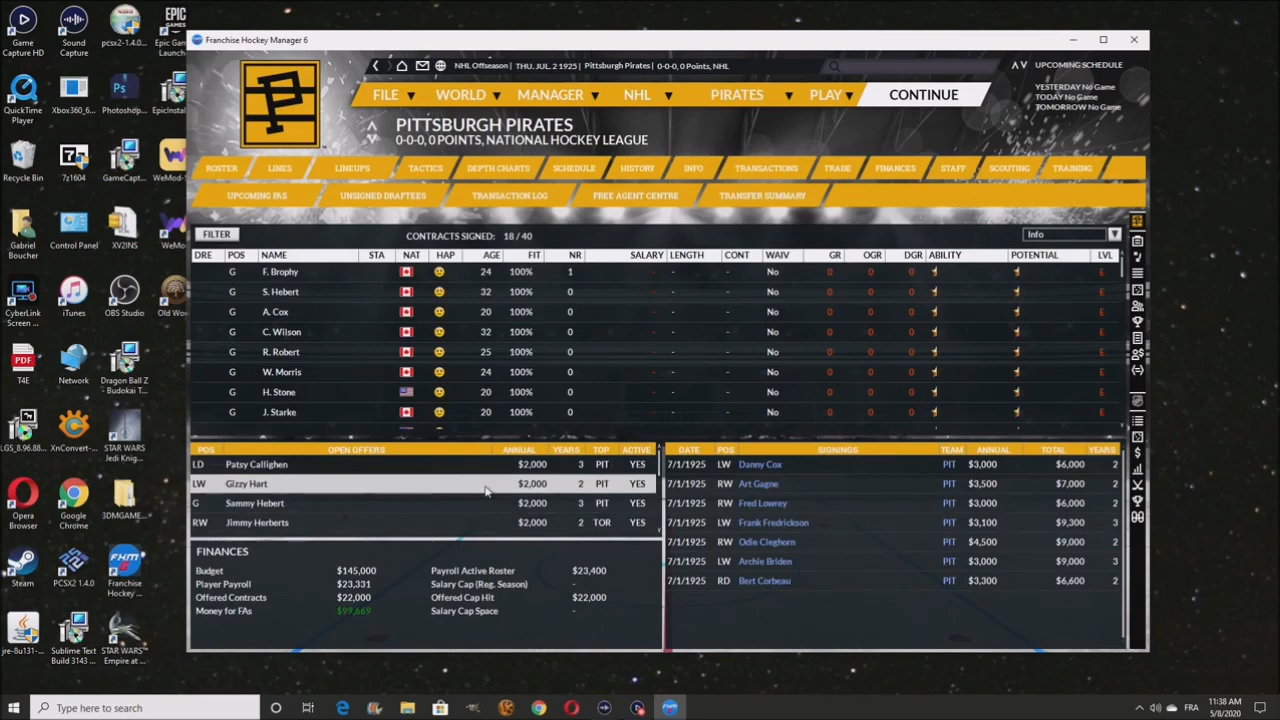 Franchise Hockey Manager 6
NHL Offseason | THU. JUL. 2 1925 | Pittsburgh Pirates | 0-0-0, 0 Points, NHL
UPCOMING SCHEDULE
YESTERDAY No Game
TODAY No Game
TOMORROW No Game
FILE WORLD MANAGER NHL PIRATES PLAY CONTINUE
PITTSBURGH PIRATES
0-0-0, 0 POINTS, NATIONAL HOCKEY LEAGUE
ROSTER LINES LINEUPS TACTICS DEPTH CHARTS SCHEDULE HISTORY INFO TRANSACTIONS TRADE FINANCES STAFF SCOUTING TRAINING
UPCOMING FAS UNSIGNED DRAFTEES TRANSACTION LOG FREE AGENT CENTRE TRANSFER SUMMARY
FILTER CONTRACTS SIGNED: 18 / 40 Info
DRE POS NAME STA NAT HAP AGE FIT NR SALARY LENGTH CONT WAIV GR OGR DGR ABILITY POTENTIAL LVL
G F. Brophy 24 100% 1 - - - No 0 0 0 E
G S. Hebert 32 100% 0 - - - No 0 0 0 E
G A. Cox 20 100% 0 - - - No 0 0 0 E
G C. Wilson 32 100% 0 - - - No 0 0 0 E
G R. Robert 25 100% 0 - - - No 0 0 0 E
G W. Morris 24 100% 0 - - - No 0 0 0 E
G H. Stone 20 100% 0 - - - No 0 0 0 E
G J. Starke 20 100% 0 - - - No 0 0 0 E
POS OPEN OFFERS ANNUAL YEARS TOP ACTIVE
LD Patsy Callighen $2,000 3 PIT YES
LW Gizzy Hart $2,000 2 PIT YES
G Sammy Hebert $2,000 3 PIT YES
RW Jimmy Herberts $2,000 2 TOR YES
DATE POS SIGNINGS TEAM ANNUAL TOTAL YEARS
7/1/1925 LW Danny Cox PIT $3,000 $6,000 2
7/1/1925 RW Art Gagne PIT $3,500 $7,000 2
7/1/1925 RW Fred Lowrey PIT $3,000 $6,000 2
7/1/1925 LW Frank Fredrickson PIT $3,100 $9,300 3
7/1/1925 RW Odie Cleghorn PIT $4,500 $9,000 2
7/1/1925 LW Archie Briden PIT $3,000 $9,000 3
7/1/1925 RD Bert Corbeau PIT $3,300 $6,600 2
FINANCES
Budget $145,000 Payroll Active Roster $23,400
Player Payroll $23,331 Salary Cap (Reg. Season) -
Offered Contracts $22,000 Offered Cap Hit $22,000
Money for FAs $99,669 Salary Cap Space -
Game
Capture HD
Sound
Capture
pcsx2-1.4.0...
Epic Games
Launch
EPIC
GAMES
QuickTime
Player
Xbox360_6...
Photoshdp...
EpicInstal
Recycle Bin
7z1604
GameCapt...
WeMod-S
Gabriel
Boucher
Control Panel
XV2INS
WeMo
CyberLink
Screen ...
iTunes
OBS Studio
Old Wo
T4E
Network
Dragon Ball Z
- Budokai T...
LGS_8.96.88...
XnConvert-...
STAR WARS
Jedi Knig...
Opera
Browser
Google
Chrome
3DMGAME...
Steam
PCSX2 1.4.0
Franchise
Hockey ...
jre-8u131-...
Sublime Text
Build 3143 ...
STAR WARS
Empire at ...
Type here to search
FRA
11:38 AM
5/8/2020